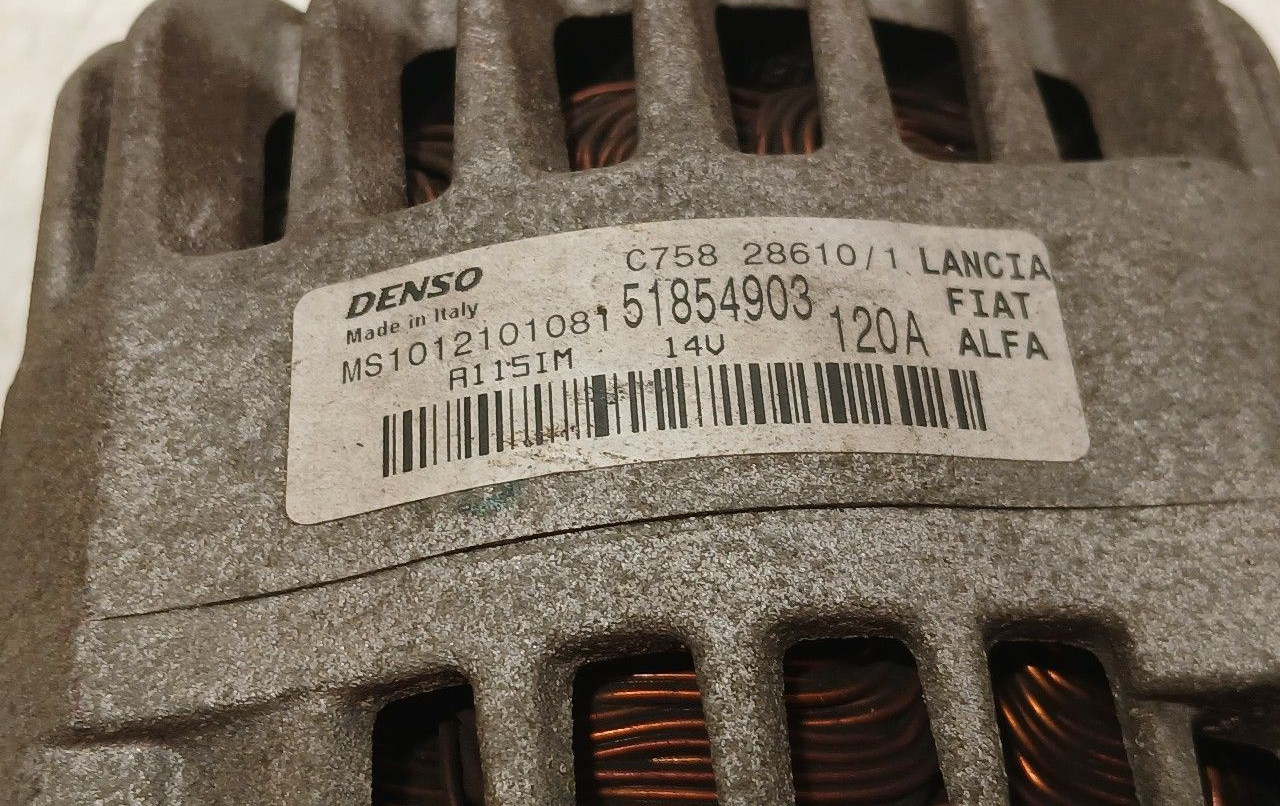 DENSO
Made in Italy
MS1012101081
A115IM
C758 28610/1
51854903
14V
120A
LANCIA
FIAT
ALFA